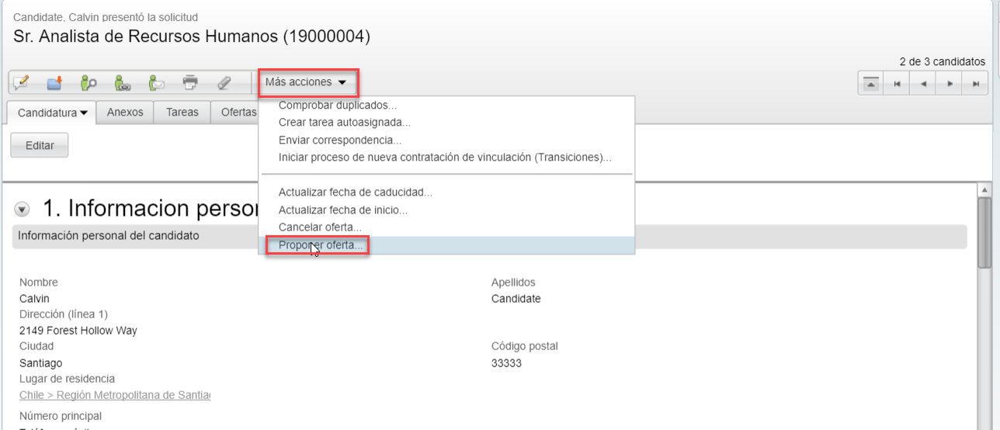 Candidate, Calvin presentó la solicitud
Sr. Analista de Recursos Humanos (19000004)
2 de 3 candidatos
Más acciones
Candidatura
Anexos
Tareas
Ofertas
Comprobar duplicados...
Crear tarea autoasignada...
Enviar correspondencia...
Iniciar proceso de nueva contratación de vinculación (Transiciones)...
Actualizar fecha de caducidad...
Actualizar fecha de inicio...
Cancelar oferta...
Proponer oferta...
Editar
1. Informacion person
Información personal del candidato
Nombre
Calvin
Apellidos
Candidate
Dirección (línea 1)
2149 Forest Hollow Way
Ciudad
Santiago
Código postal
33333
Lugar de residencia
Chile > Región Metropolitana de Santia
Número principal